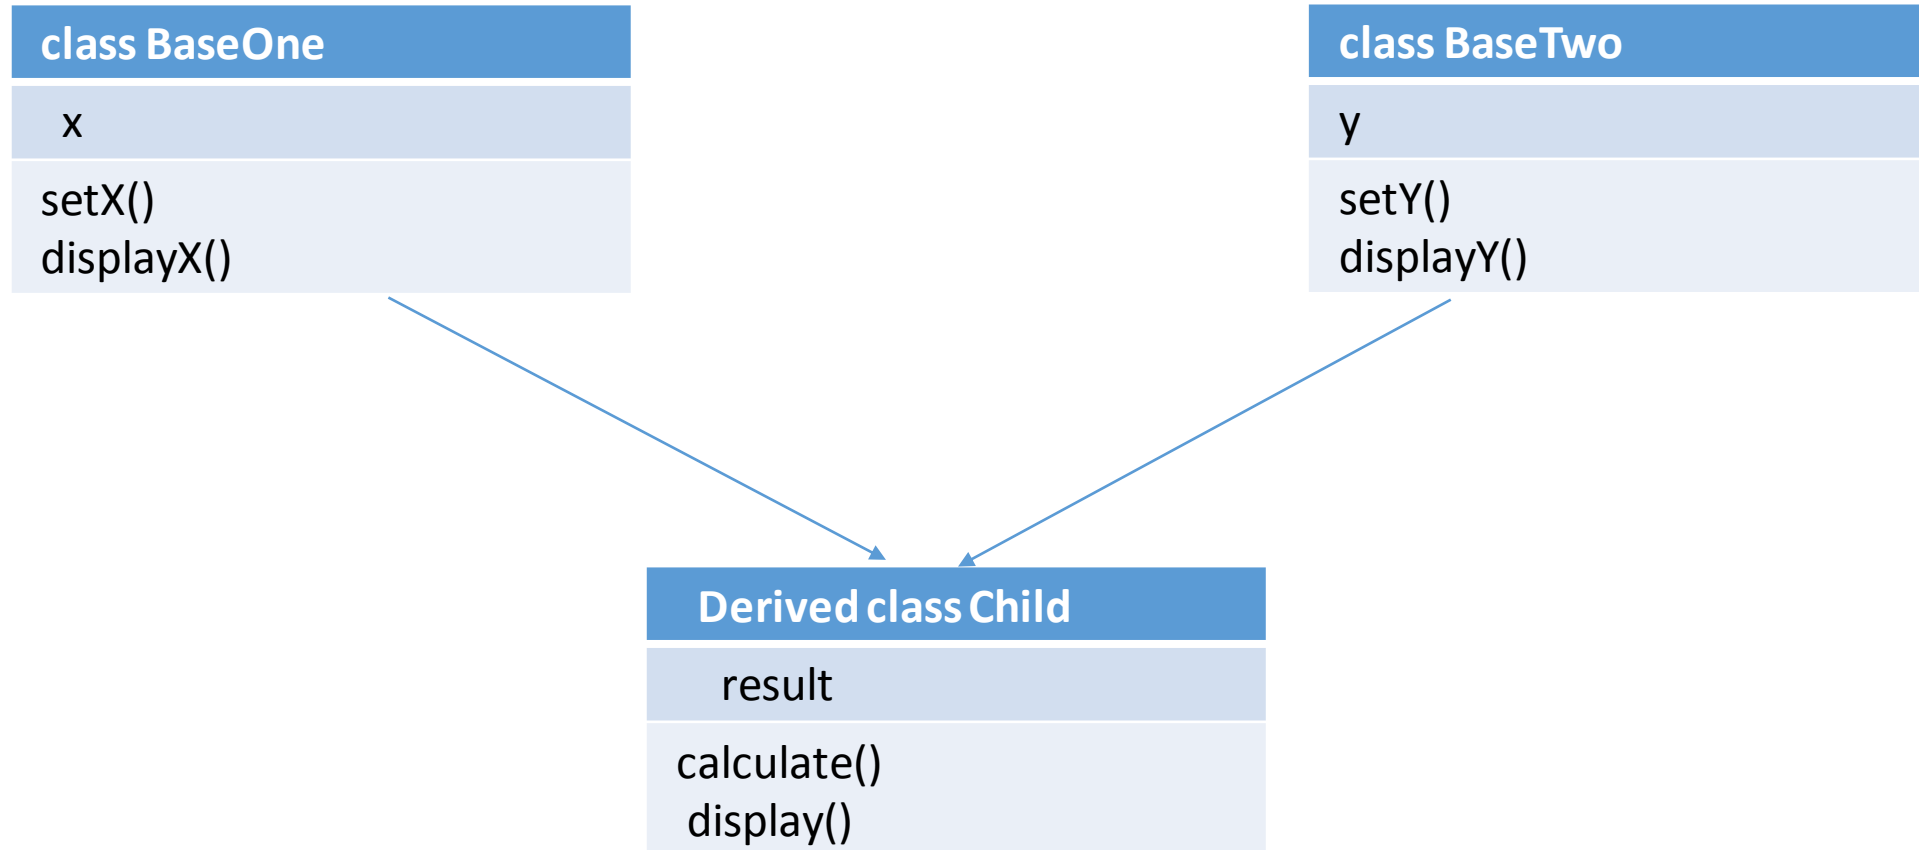 class BaseOne
x
setX()
displayX()
class BaseTwo
y
setY()
displayY()
Derived class Child
result
calculate()
display()